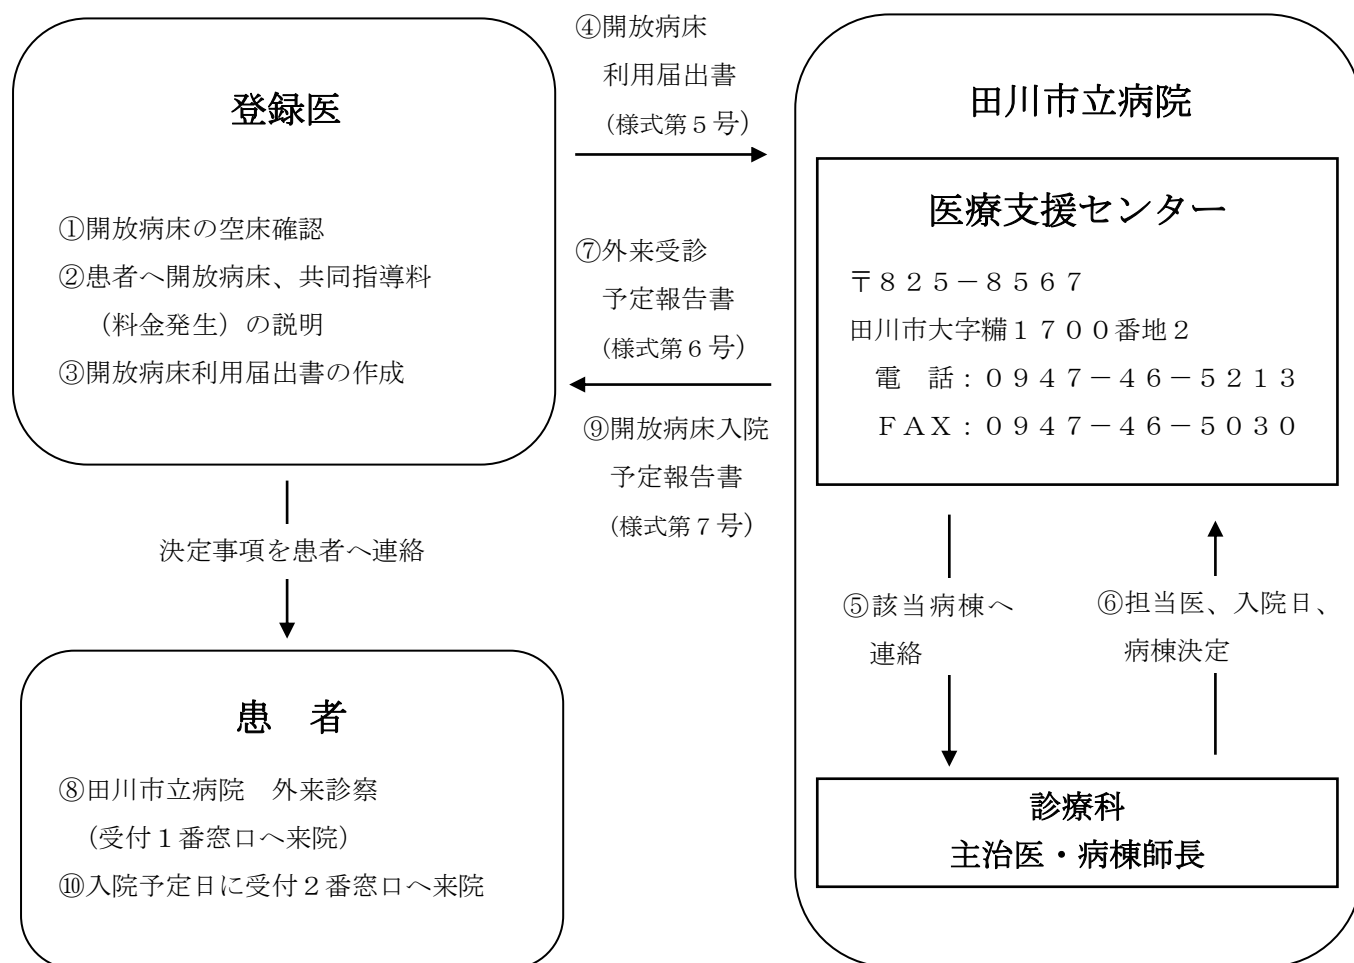 登録医
①開放病床の空床確認
②患者へ開放病床、共同指導料
（料金発生）の説明
③開放病床利用届出書の作成
④開放病床
利用届出書
（様式第５号）
⑦外来受診
予定報告書
（様式第６号）
⑨開放病床入院
予定報告書
（様式第７号）
田川市立病院
医療支援センター
〒８２５－８５６７
田川市大字糒１７００番地２
電　話：０９４７－４６－５２１３
ＦＡＸ：０９４７－４６－５０３０
⑤該当病棟へ
連絡
⑥担当医、入院日、
病棟決定
診療科
主治医・病棟師長
決定事項を患者へ連絡
患　者
⑧田川市立病院　外来診察
（受付１番窓口へ来院）
⑩入院予定日に受付２番窓口へ来院